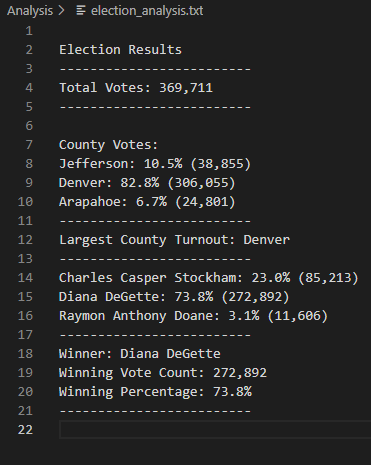 Analysis > election_analysis.txt
1
2 Election Results
3 -------------------------
4 Total Votes: 369,711
5 -------------------------
6
7 County Votes:
8 Jefferson: 10.5% (38,855)
9 Denver: 82.8% (306,055)
10 Arapahoe: 6.7% (24,801)
11 -------------------------
12 Largest County Turnout: Denver
13 -------------------------
14 Charles Casper Stockham: 23.0% (85,213)
15 Diana DeGette: 73.8% (272,892)
16 Raymon Anthony Doane: 3.1% (11,606)
17 -------------------------
18 Winner: Diana DeGette
19 Winning Vote Count: 272,892
20 Winning Percentage: 73.8%
21 -------------------------
22